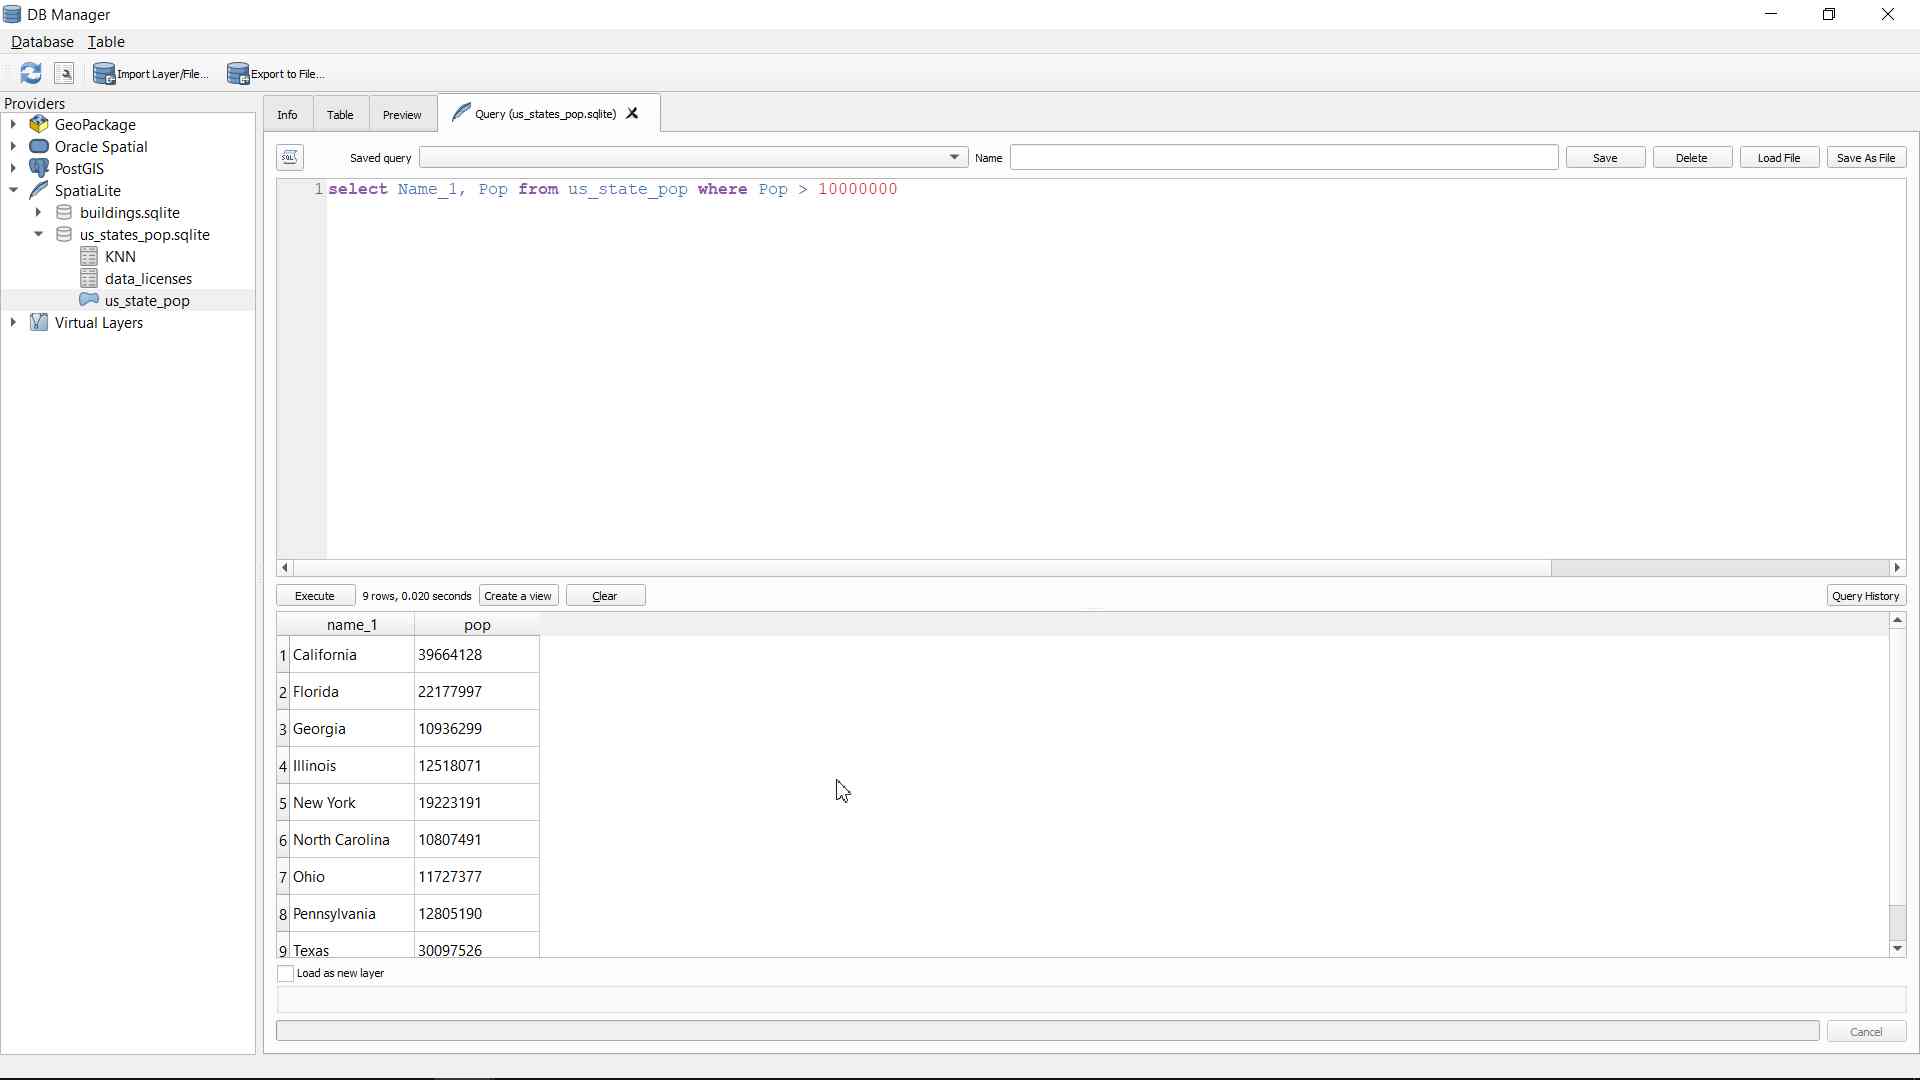 DB Manager
Database Table
Import Layer/File... Export to File...
Providers
GeoPackage
Oracle Spatial
PostGIS
SpatiaLite
buildings.sqlite
us_states_pop.sqlite
KNN
data_licenses
us_state_pop
Virtual Layers
Info Table Preview Query (us_states_pop.sqlite)
SQL Saved query Name Save Delete Load File Save As File
1 select Name_1, Pop from us_state_pop where Pop > 10000000
Execute 9 rows, 0.020 seconds Create a view Clear Query History
name_1 pop
1 California 39664128
2 Florida 22177997
3 Georgia 10936299
4 Illinois 12518071
5 New York 19223191
6 North Carolina 10807491
7 Ohio 11727377
8 Pennsylvania 12805190
9 Texas 30097526
Load as new layer
Cancel